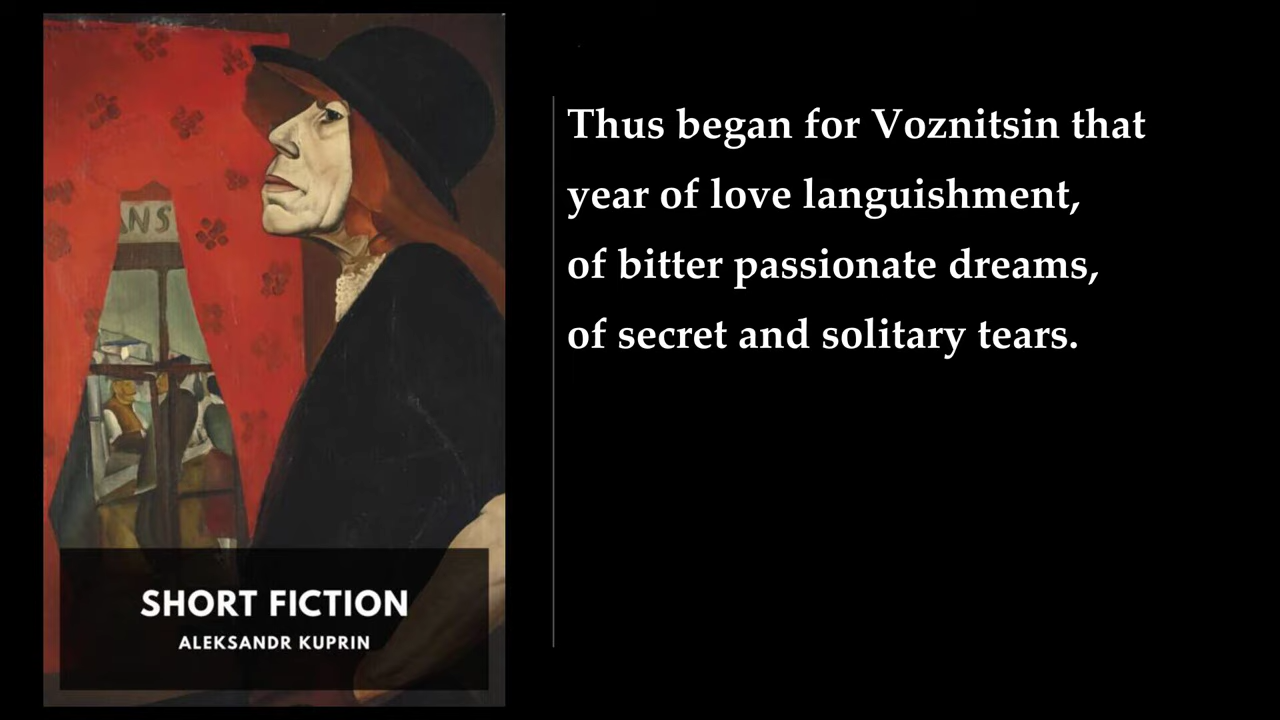 NS
SHORT FICTION
ALEKSANDR KUPRIN
Thus began for Voznitsin that
year of love languishment,
of bitter passionate dreams,
of secret and solitary tears.